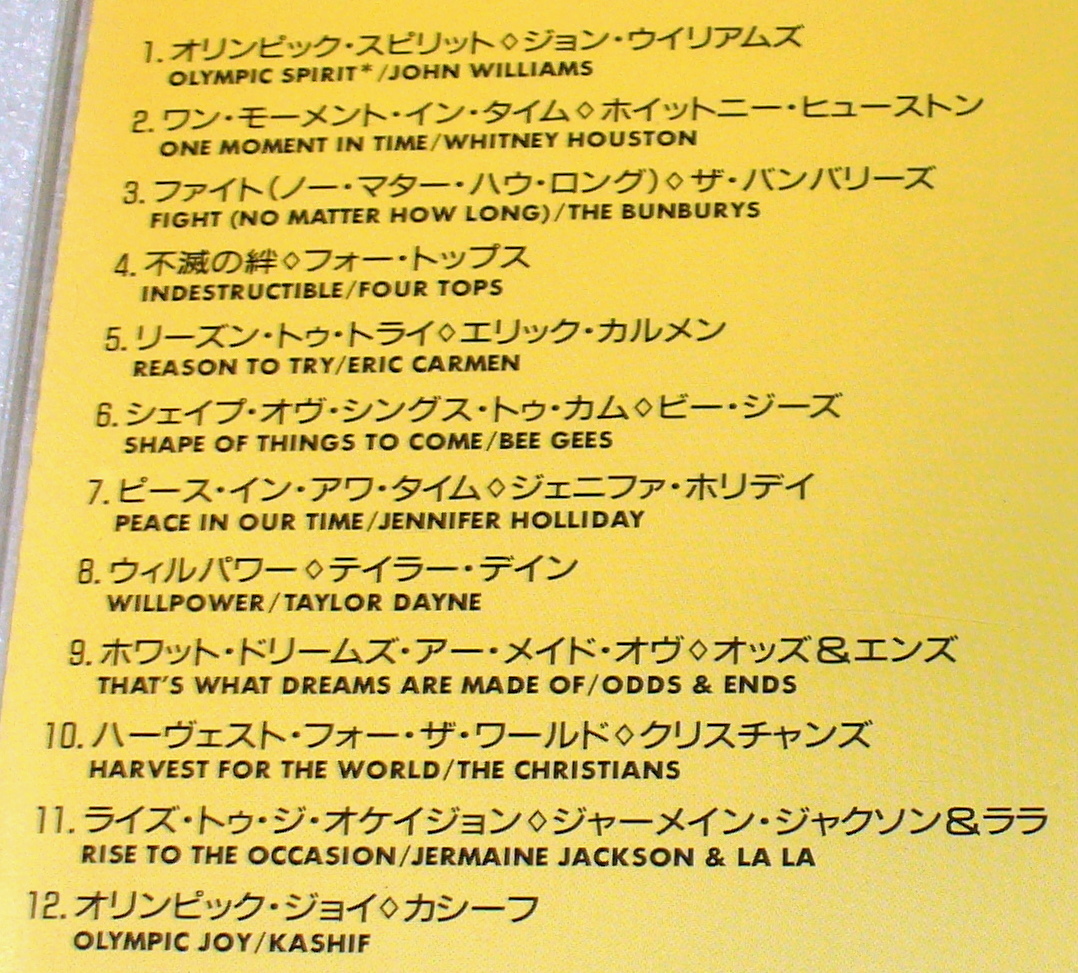 1. オリンピック・スピリット◇ジョン・ウイリアムズ
OLYMPIC SPIRIT*/JOHN WILLIAMS
2. ワン・モーメント・イン・タイム◇ホイットニー・ヒューストン
ONE MOMENT IN TIME/WHITNEY HOUSTON
3. ファイト(ノー・マター・ハウ・ロング)◇ザ・バンバリーズ
FIGHT (NO MATTER HOW LONG)/THE BUNBURYS
4. 不滅の絆◇フォー・トップス
INDESTRUCTIBLE/FOUR TOPS
5. リーズン・トゥ・トライ◇エリック・カルメン
REASON TO TRY/ERIC CARMEN
6. シェイプ・オヴ・シングス・トゥ・カム◇ビー・ジーズ
SHAPE OF THINGS TO COME/BEE GEES
7. ピース・イン・アワ・タイム◇ジェニファ・ホリデイ
PEACE IN OUR TIME/JENNIFER HOLLIDAY
8. ウィルパワー◇テイラー・デイン
WILLPOWER/TAYLOR DAYNE
9. ホワット・ドリームズ・アー・メイド・オヴ◇オッズ&エンズ
THAT'S WHAT DREAMS ARE MADE OF/ODDS & ENDS
10. ハーヴェスト・フォー・ザ・ワールド◇クリスチャンズ
HARVEST FOR THE WORLD/THE CHRISTIANS
11. ライズ・トゥ・ジ・オケイジョン◇ジャーメイン・ジャクソン&ララ
RISE TO THE OCCASION/JERMAINE JACKSON & LA LA
12. オリンピック・ジョイ◇カシーフ
OLYMPIC JOY/KASHIF